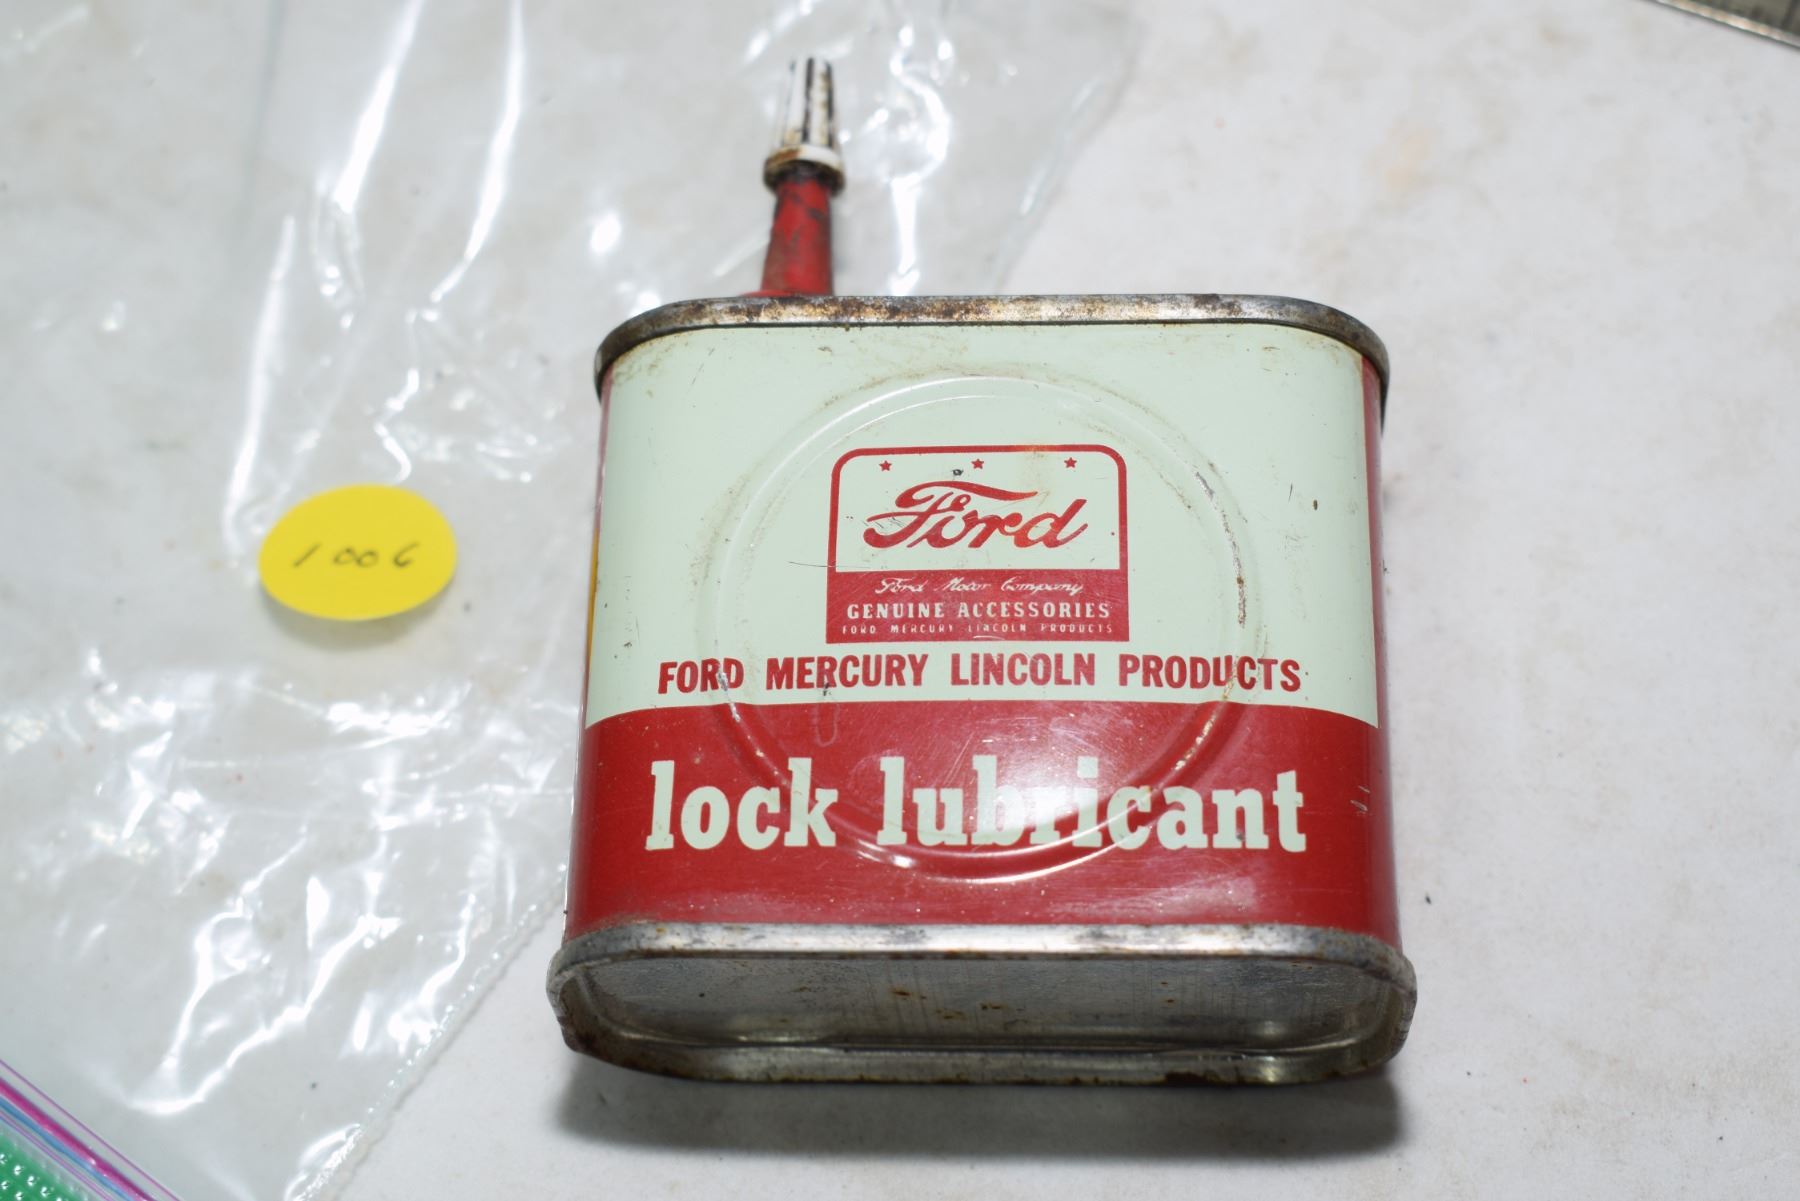 Ford
Ford Motor Company
GENUINE ACCESSORIES
FORD MERCURY LINCOLN PRODUCTS
FORD MERCURY LINCOLN PRODUCTS
lock lubricant
1006